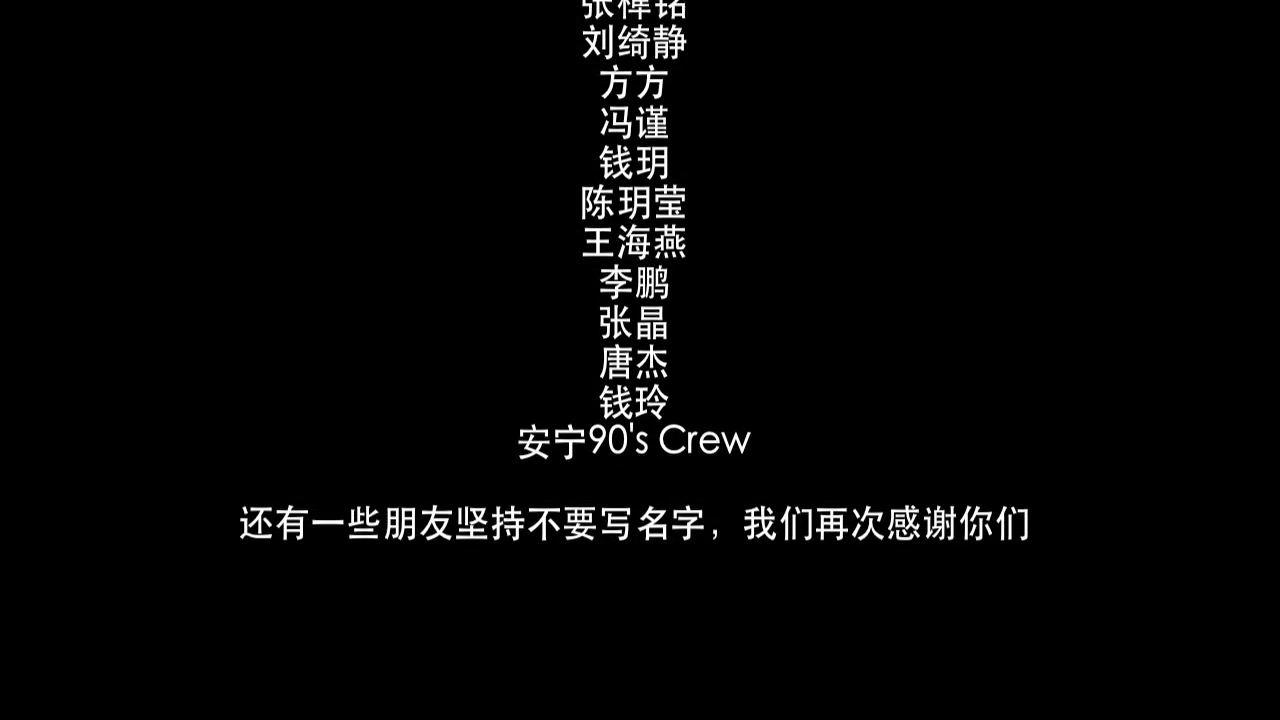 刘绮静
方方
冯谨
钱玥
陈玥莹
王海燕
李鹏
张晶
唐杰
钱玲
安宁90's Crew
还有一些朋友坚持不要写名字，我们再次感谢你们